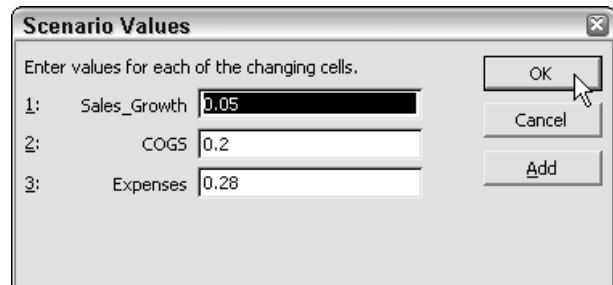 Scenario Values
Enter values for each of the changing cells.
1: Sales_Growth 0.05
2: COGS 0.2
3: Expenses 0.28
OK
Cancel
Add